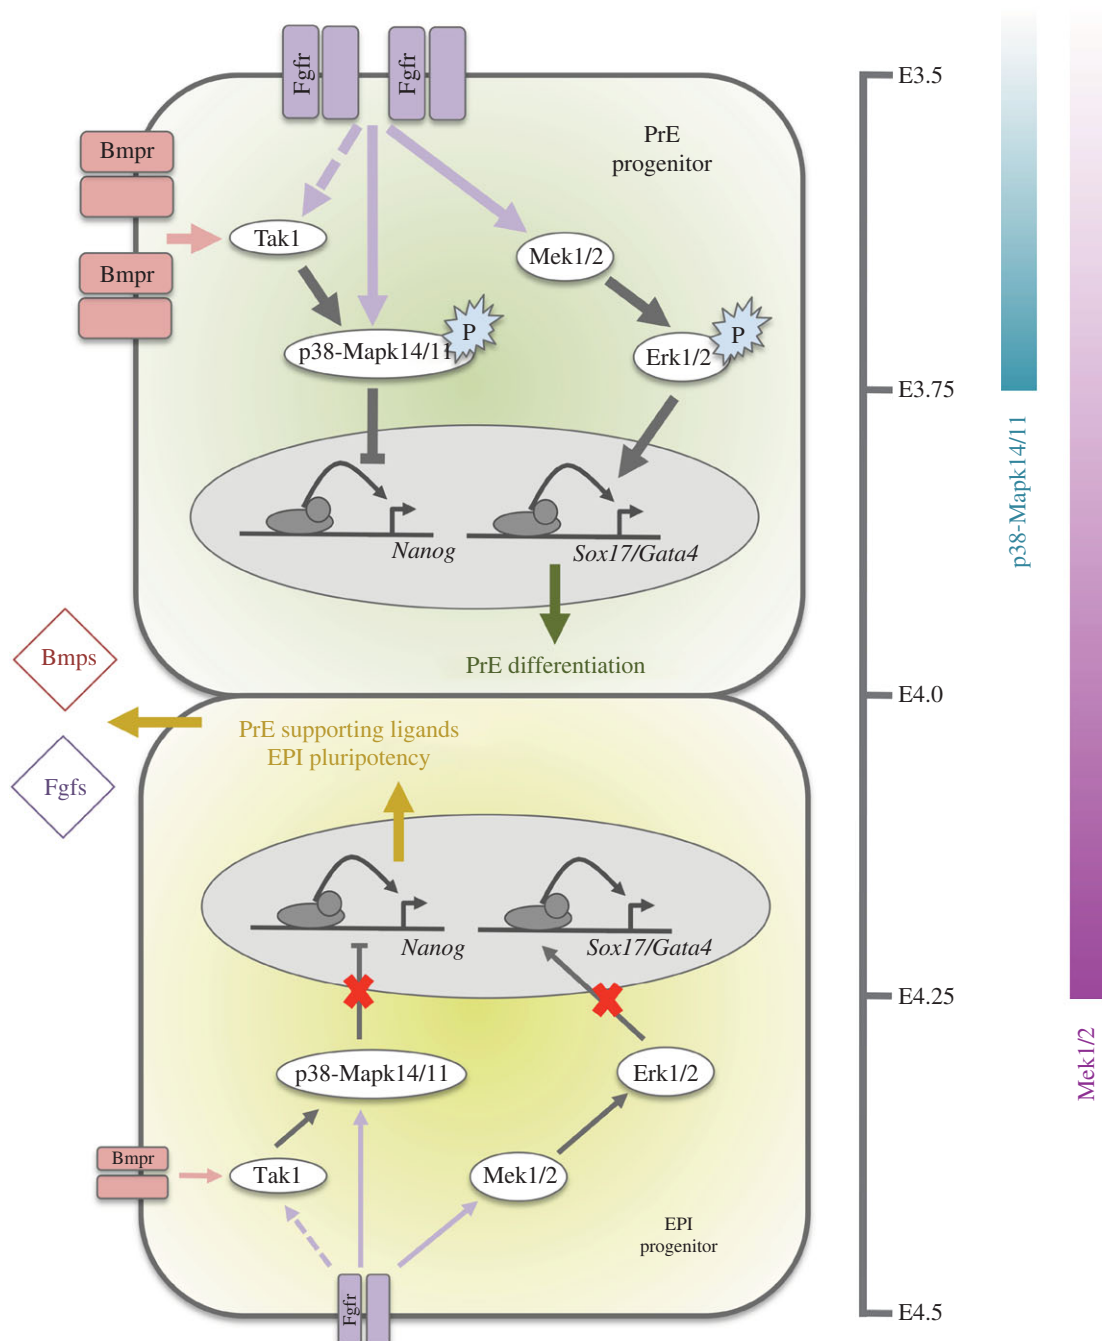 Fgfr
Fgfr
PrE
progenitor
Bmpr
Bmpr
Tak1
Mek1/2
p38-Mapk14/11
P
Erk1/2
P
Nanog
Sox17/Gata4
PrE differentiation
Bmps
Fgfs
PrE supporting ligands
EPI pluripotency
Nanog
Sox17/Gata4
p38-Mapk14/11
Erk1/2
Bmpr
Tak1
Mek1/2
EPI
progenitor
Fgfr
E3.5
E3.75
E4.0
E4.25
E4.5
p38-Mapk14/11
Mek1/2